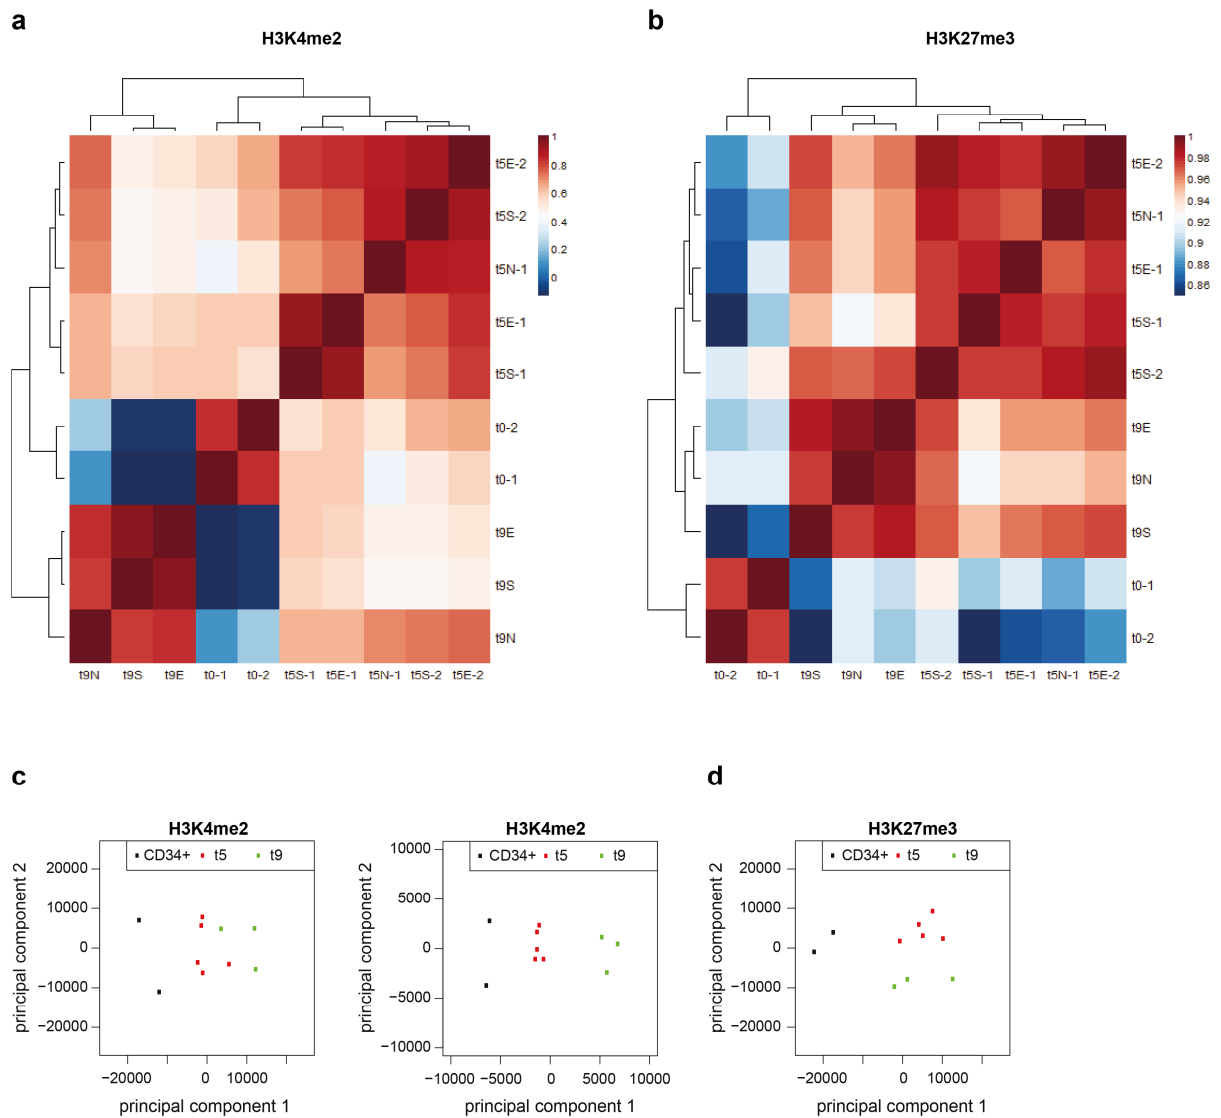 a
b
H3K4me2
H3K27me3
t5E-2
t5S-2
t5N-1
t5E-1
t5S-1
t0-2
t0-1
t9E
t9S
t9N
1
0.8
0.6
0.4
0.2
0
t9N t9S t9E t0-1 t0-2 t5S-1 t5E-1 t5N-1 t5S-2 t5E-2
t5E-2
t5N-1
t5E-1
t5S-1
t5S-2
t9E
t9N
t9S
t0-1
t0-2
1
0.98
0.96
0.94
0.92
0.9
0.88
0.86
t0-2 t0-1 t9S t9N t9E t5S-2 t5S-1 t5E-1 t5N-1 t5E-2
c
d
H3K4me2
CD34+ t5 t9
principal component 2
20000
10000
0
−10000
−20000
−20000 0 10000
principal component 1
H3K4me2
CD34+ t5 t9
principal component 2
10000
5000
0
−5000
−10000
−10000 −5000 0 5000 10000
principal component 1
H3K27me3
CD34+ t5 t9
principal component 2
20000
10000
0
−10000
−20000
−20000 0 10000
principal component 1